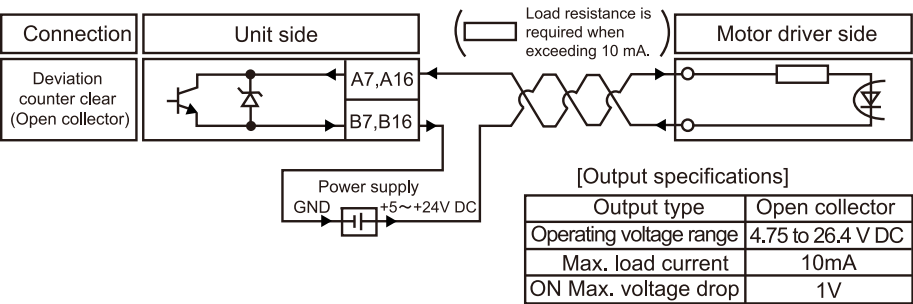 Connection
Unit side
Load resistance is
required when
exceeding 10 mA.
Motor driver side
Deviation
counter clear
(Open collector)
A7,A16
B7,B16
Power supply
GND
+5～+24V DC
[Output specifications]
Output type Open collector
Operating voltage range 4.75 to 26.4 V DC
Max. load current 10mA
ON Max. voltage drop 1V